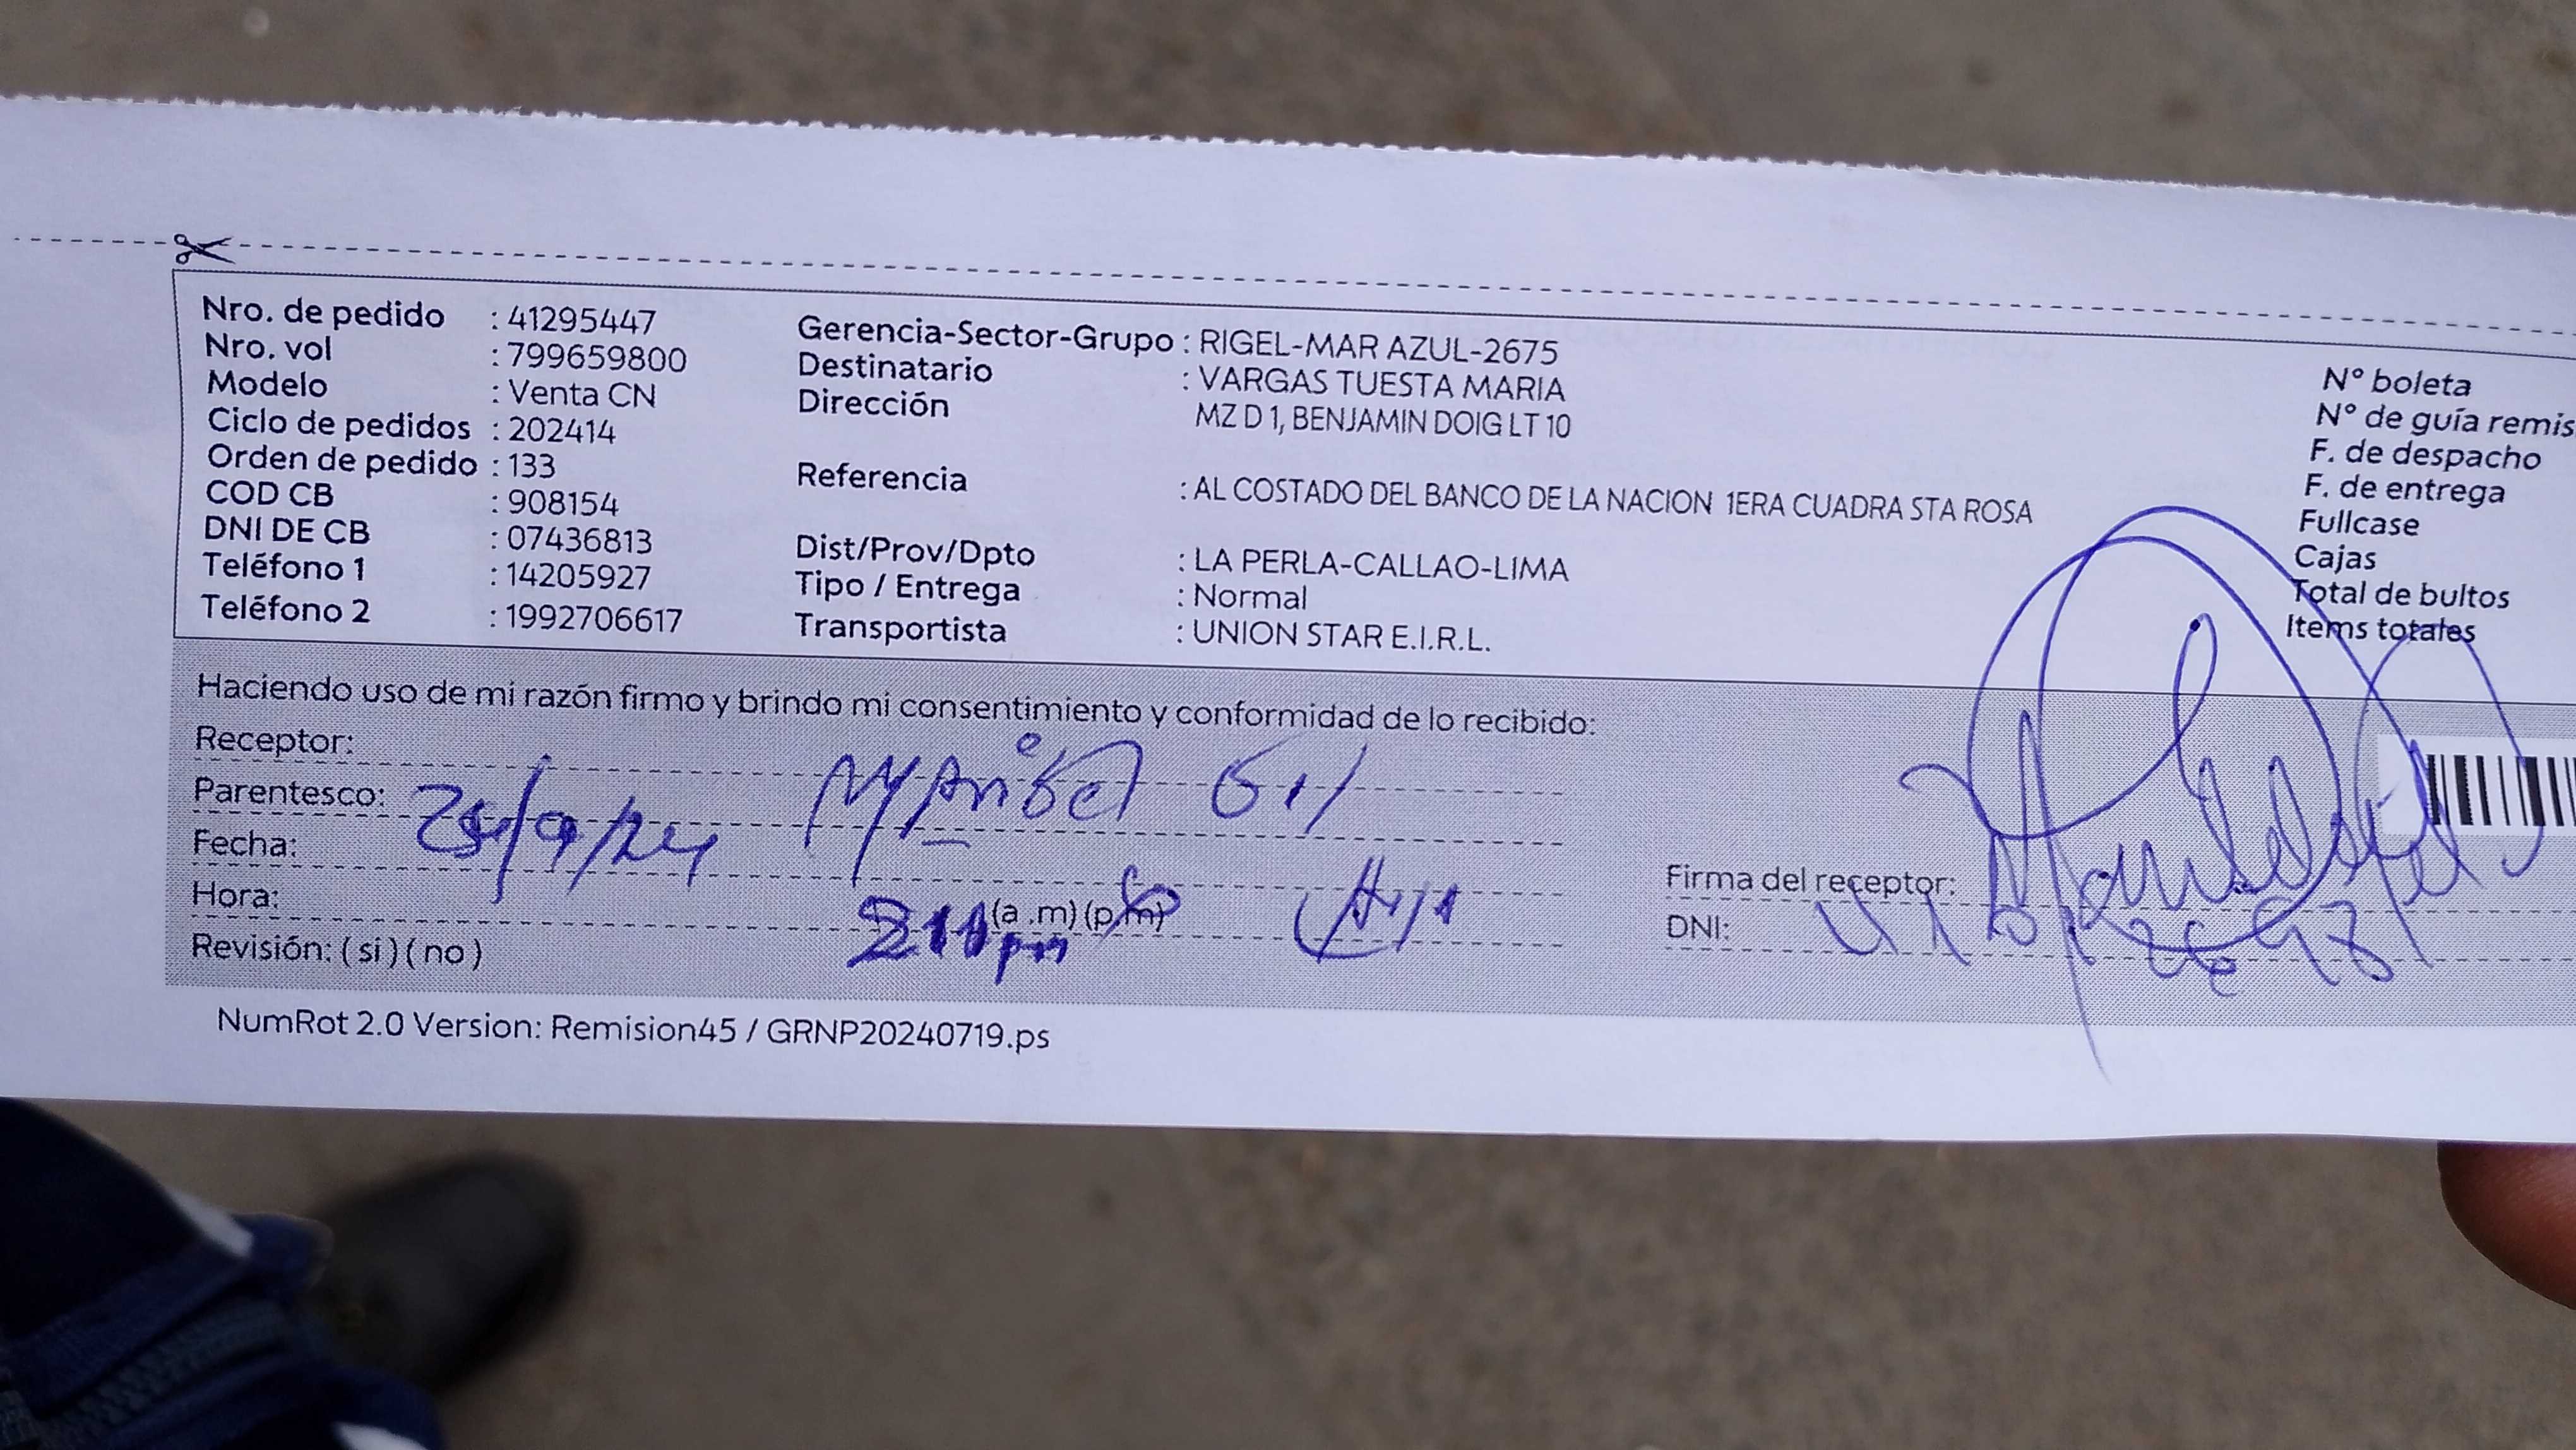 Nro. de pedido : 41295447
Nro. vol : 799659800
Modelo : Venta CN
Ciclo de pedidos : 202414
Orden de pedido : 133
COD CB : 908154
DNI DE CB : 07436813
Teléfono 1 : 14205927
Teléfono 2 : 1992706617
Gerencia-Sector-Grupo : RIGEL-MAR AZUL-2675
Destinatario : VARGAS TUESTA MARIA
Dirección MZ D 1, BENJAMIN DOIG LT 10
Referencia : AL COSTADO DEL BANCO DE LA NACION 1ERA CUADRA STA ROSA
Dist/Prov/Dpto : LA PERLA-CALLAO-LIMA
Tipo / Entrega : Normal
Transportista : UNION STAR E.I.R.L.
N° boleta
N° de guía remis
F. de despacho
F. de entrega
Fullcase
Cajas
Total de bultos
Items totales
Haciendo uso de mi razón firmo y brindo mi consentimiento y conformidad de lo recibido:
Receptor:
Parentesco: Maribel Gil
Fecha: /9/24
Hora: (a .m) (p.m) pm
Revisión: ( si ) ( no )
Firma del receptor:
DNI:
NumRot 2.0 Version: Remision45 / GRNP20240719.ps